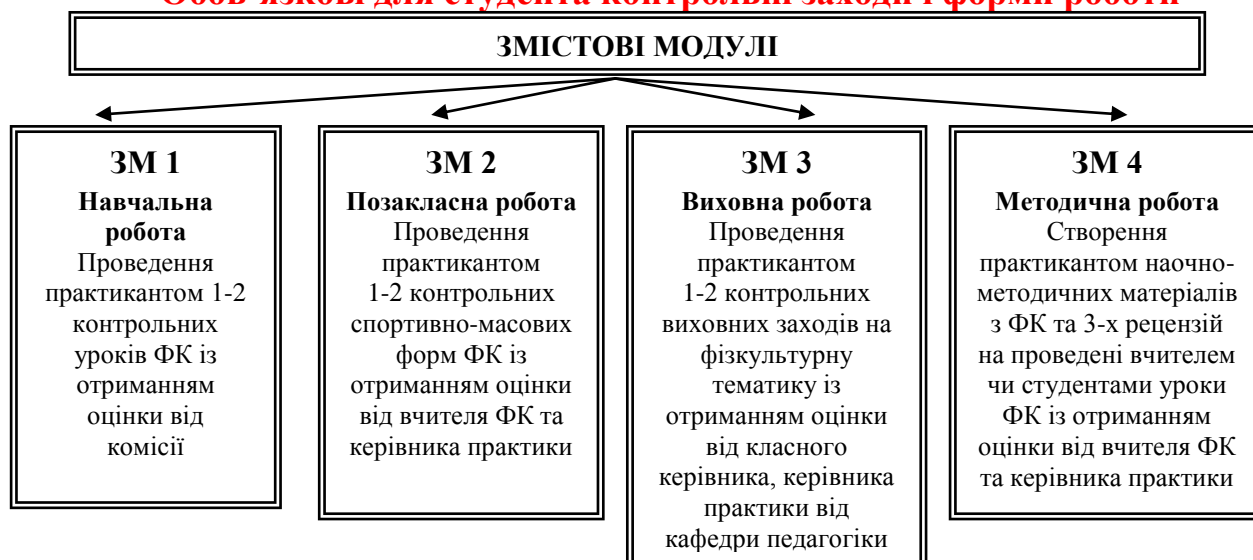 Обов'язкові для студента контрольні заходи і форми роботи
ЗМІСТОВІ МОДУЛІ
ЗМ 1
Навчальна
робота
Проведення
практикантом 1-2
контрольних
уроків ФК із
отриманням
оцінки від
комісії
ЗМ 2
Позакласна робота
Проведення
практикантом
1-2 контрольних
спортивно-масових
форм ФК із
отриманням оцінки
від вчителя ФК та
керівника практики
ЗМ 3
Виховна робота
Проведення
практикантом
1-2 контрольних
виховних заходів на
фізкультурну
тематику із
отриманням оцінки
від класного
керівника, керівника
практики від
кафедри педагогіки
ЗМ 4
Методична робота
Створення
практикантом наочно-
методичних матеріалів
з ФК та 3-х рецензій
на проведені вчителем
чи студентами уроки
ФК із отриманням
оцінки від вчителя ФК
та керівника практики